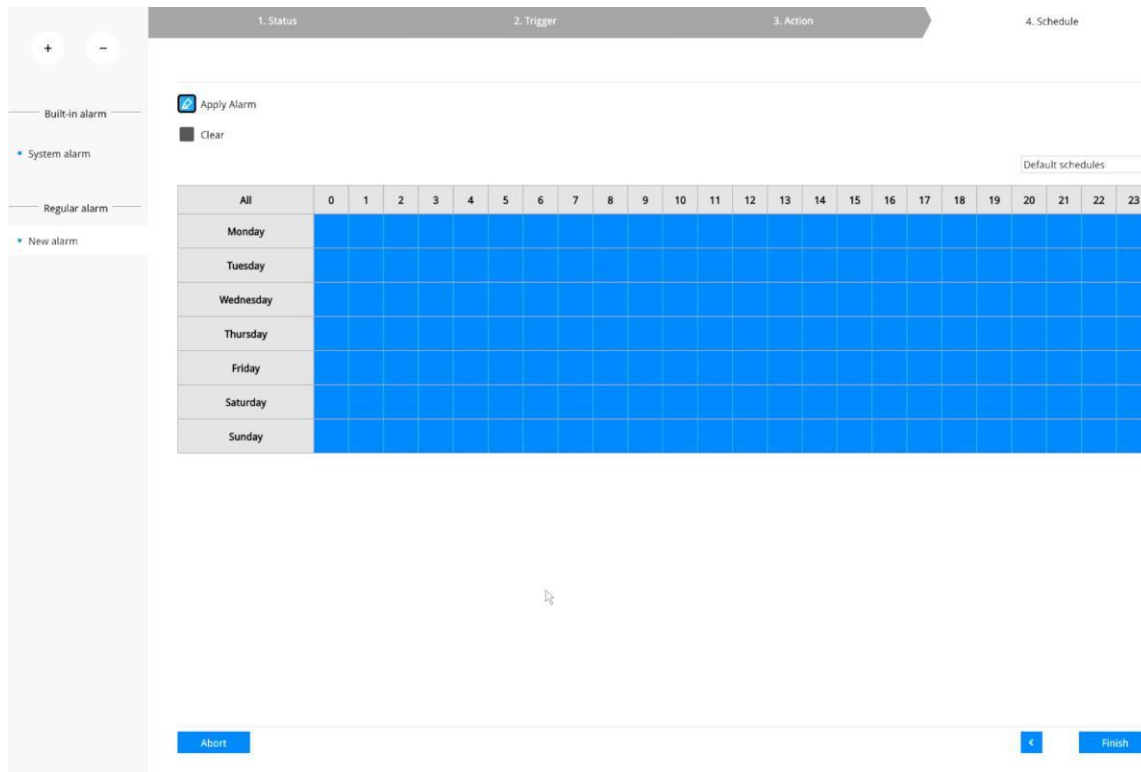 1. Status 2. Trigger 3. Action 4. Schedule
+ -
Built-in alarm
System alarm
Regular alarm
New alarm
Apply Alarm
Clear
Default schedules
All 0 1 2 3 4 5 6 7 8 9 10 11 12 13 14 15 16 17 18 19 20 21 22 23
Monday
Tuesday
Wednesday
Thursday
Friday
Saturday
Sunday
Abort < Finish